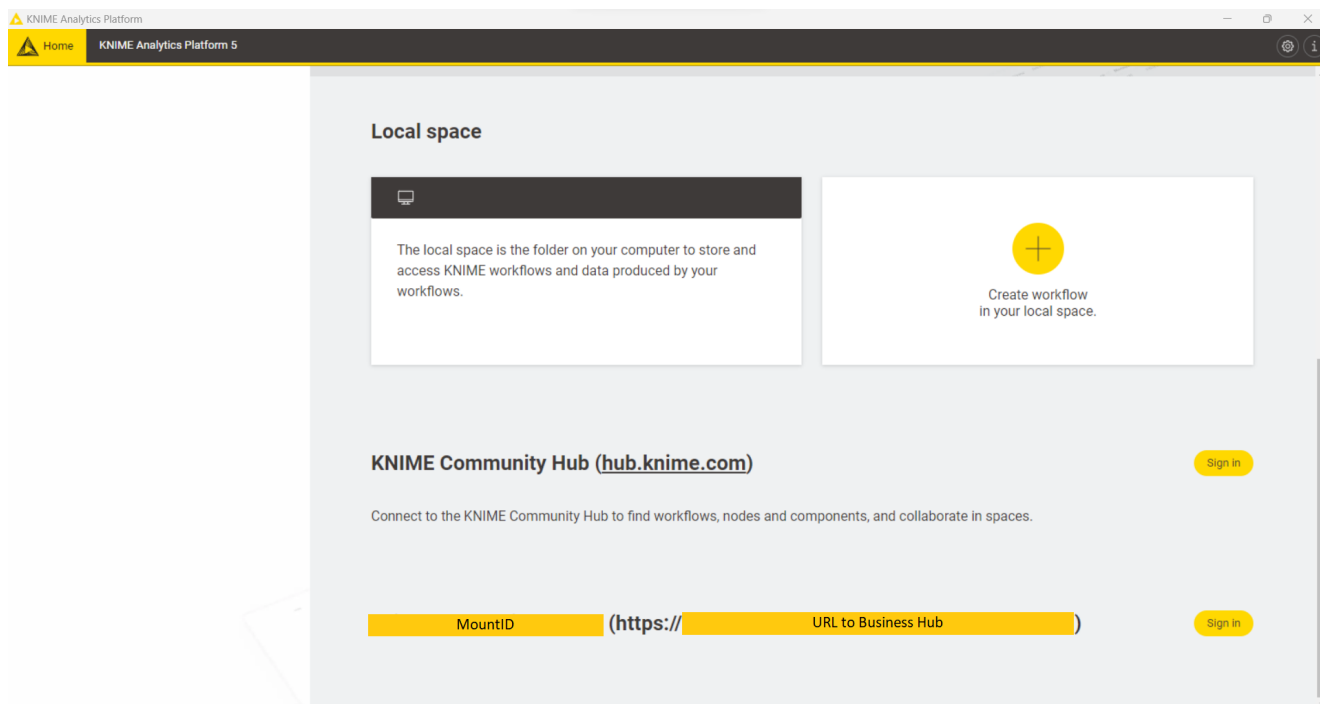 KNIME Analytics Platform
Home
KNIME Analytics Platform 5
Local space
The local space is the folder on your computer to store and
access KNIME workflows and data produced by your
workflows.
Create workflow
in your local space.
KNIME Community Hub (hub.knime.com)
Sign in
Connect to the KNIME Community Hub to find workflows, nodes and components, and collaborate in spaces.
MountID (https:// URL to Business Hub )
Sign in